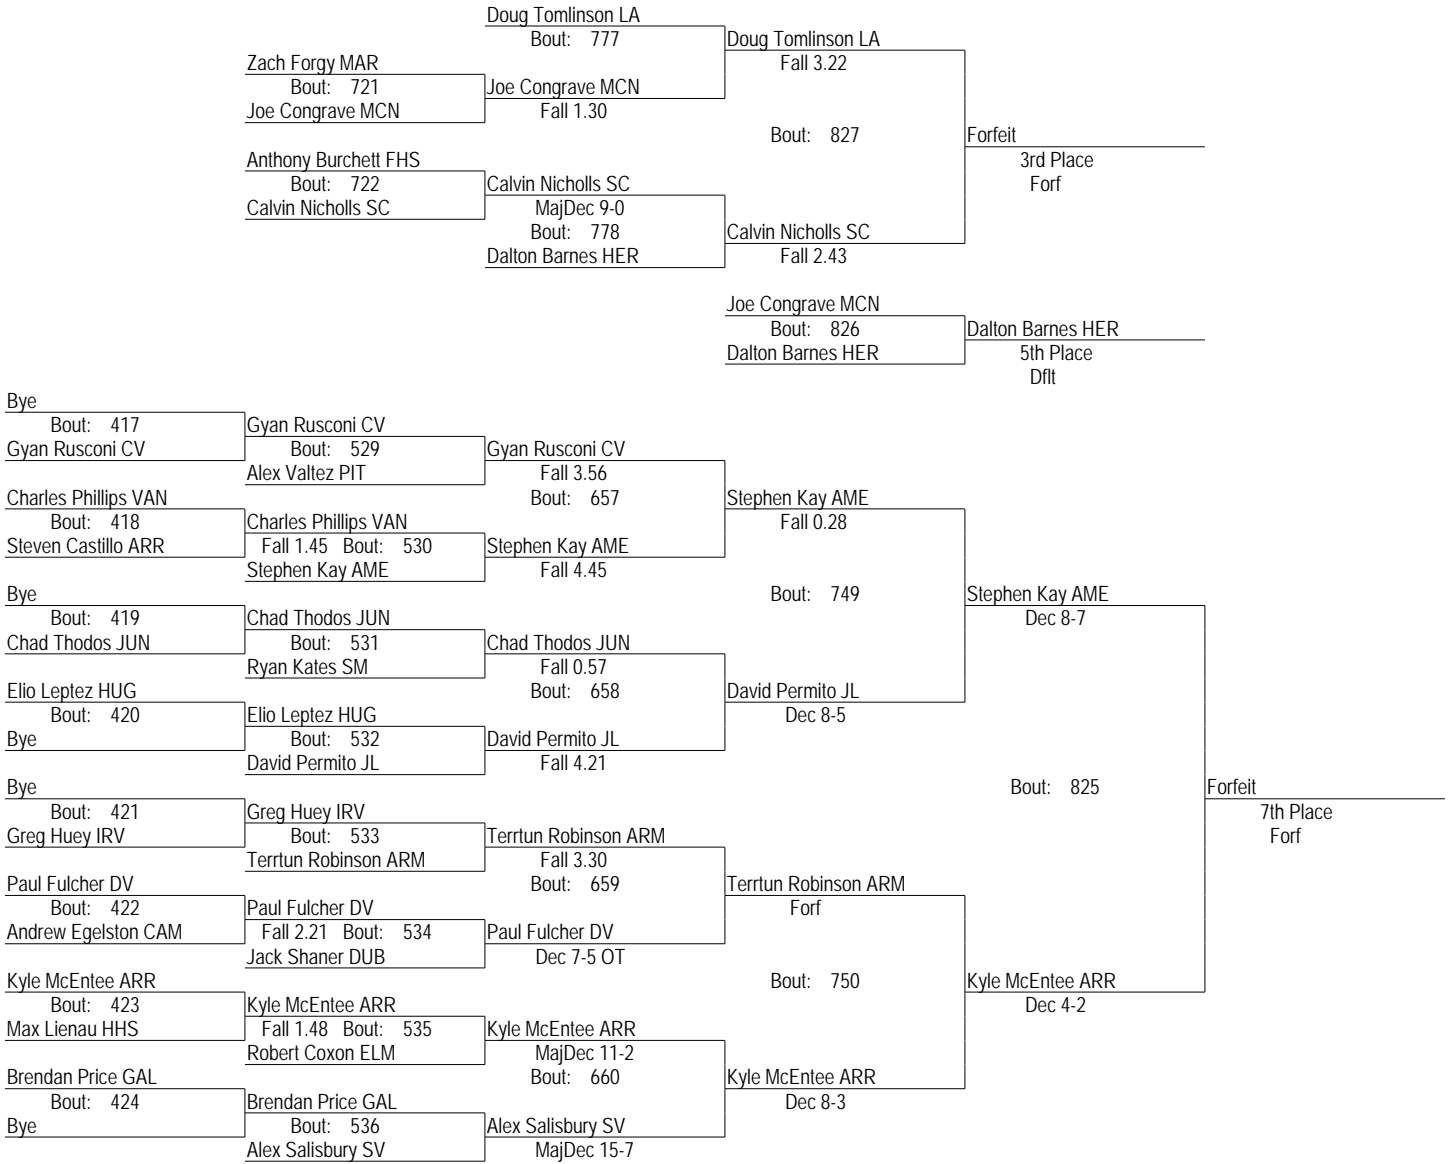 Doug Tomlinson LA
Bout: 777
Doug Tomlinson LA
Zach Forgy MAR
Fall 3.22
Bout: 721
Joe Congrave MCN
Joe Congrave MCN
Fall 1.30
Bout: 827
Forfeit
Anthony Burchett FHS
3rd Place
Bout: 722
Calvin Nicholls SC
Forf
Calvin Nicholls SC
MajDec 9-0
Bout: 778
Calvin Nicholls SC
Dalton Barnes HER
Fall 2.43
Joe Congrave MCN
Bout: 826
Dalton Barnes HER
Dalton Barnes HER
5th Place
Dflt
Bye
Bout: 417
Gyan Rusconi CV
Gyan Rusconi CV
Bout: 529
Gyan Rusconi CV
Alex Valtez PIT
Fall 3.56
Charles Phillips VAN
Bout: 657
Stephen Kay AME
Bout: 418
Charles Phillips VAN
Fall 0.28
Steven Castillo ARR
Fall 1.45 Bout: 530
Stephen Kay AME
Stephen Kay AME
Fall 4.45
Bye
Bout: 749
Stephen Kay AME
Bout: 419
Chad Thodos JUN
Dec 8-7
Chad Thodos JUN
Bout: 531
Chad Thodos JUN
Ryan Kates SM
Fall 0.57
Elio Leptez HUG
Bout: 658
David Permito JL
Bout: 420
Elio Leptez HUG
Dec 8-5
Bye
Bout: 532
David Permito JL
David Permito JL
Fall 4.21
Bye
Bout: 825
Forfeit
Bout: 421
Greg Huey IRV
7th Place
Greg Huey IRV
Bout: 533
Terrtun Robinson ARM
Forf
Terrtun Robinson ARM
Fall 3.30
Paul Fulcher DV
Bout: 659
Terrtun Robinson ARM
Bout: 422
Paul Fulcher DV
Forf
Andrew Egelston CAM
Fall 2.21 Bout: 534
Paul Fulcher DV
Jack Shaner DUB
Dec 7-5 OT
Kyle McEntee ARR
Bout: 750
Kyle McEntee ARR
Bout: 423
Kyle McEntee ARR
Dec 4-2
Max Lienau HHS
Fall 1.48 Bout: 535
Kyle McEntee ARR
Robert Coxon ELM
MajDec 11-2
Brendan Price GAL
Bout: 660
Kyle McEntee ARR
Bout: 424
Brendan Price GAL
Dec 8-3
Bye
Bout: 536
Alex Salisbury SV
Alex Salisbury SV
MajDec 15-7